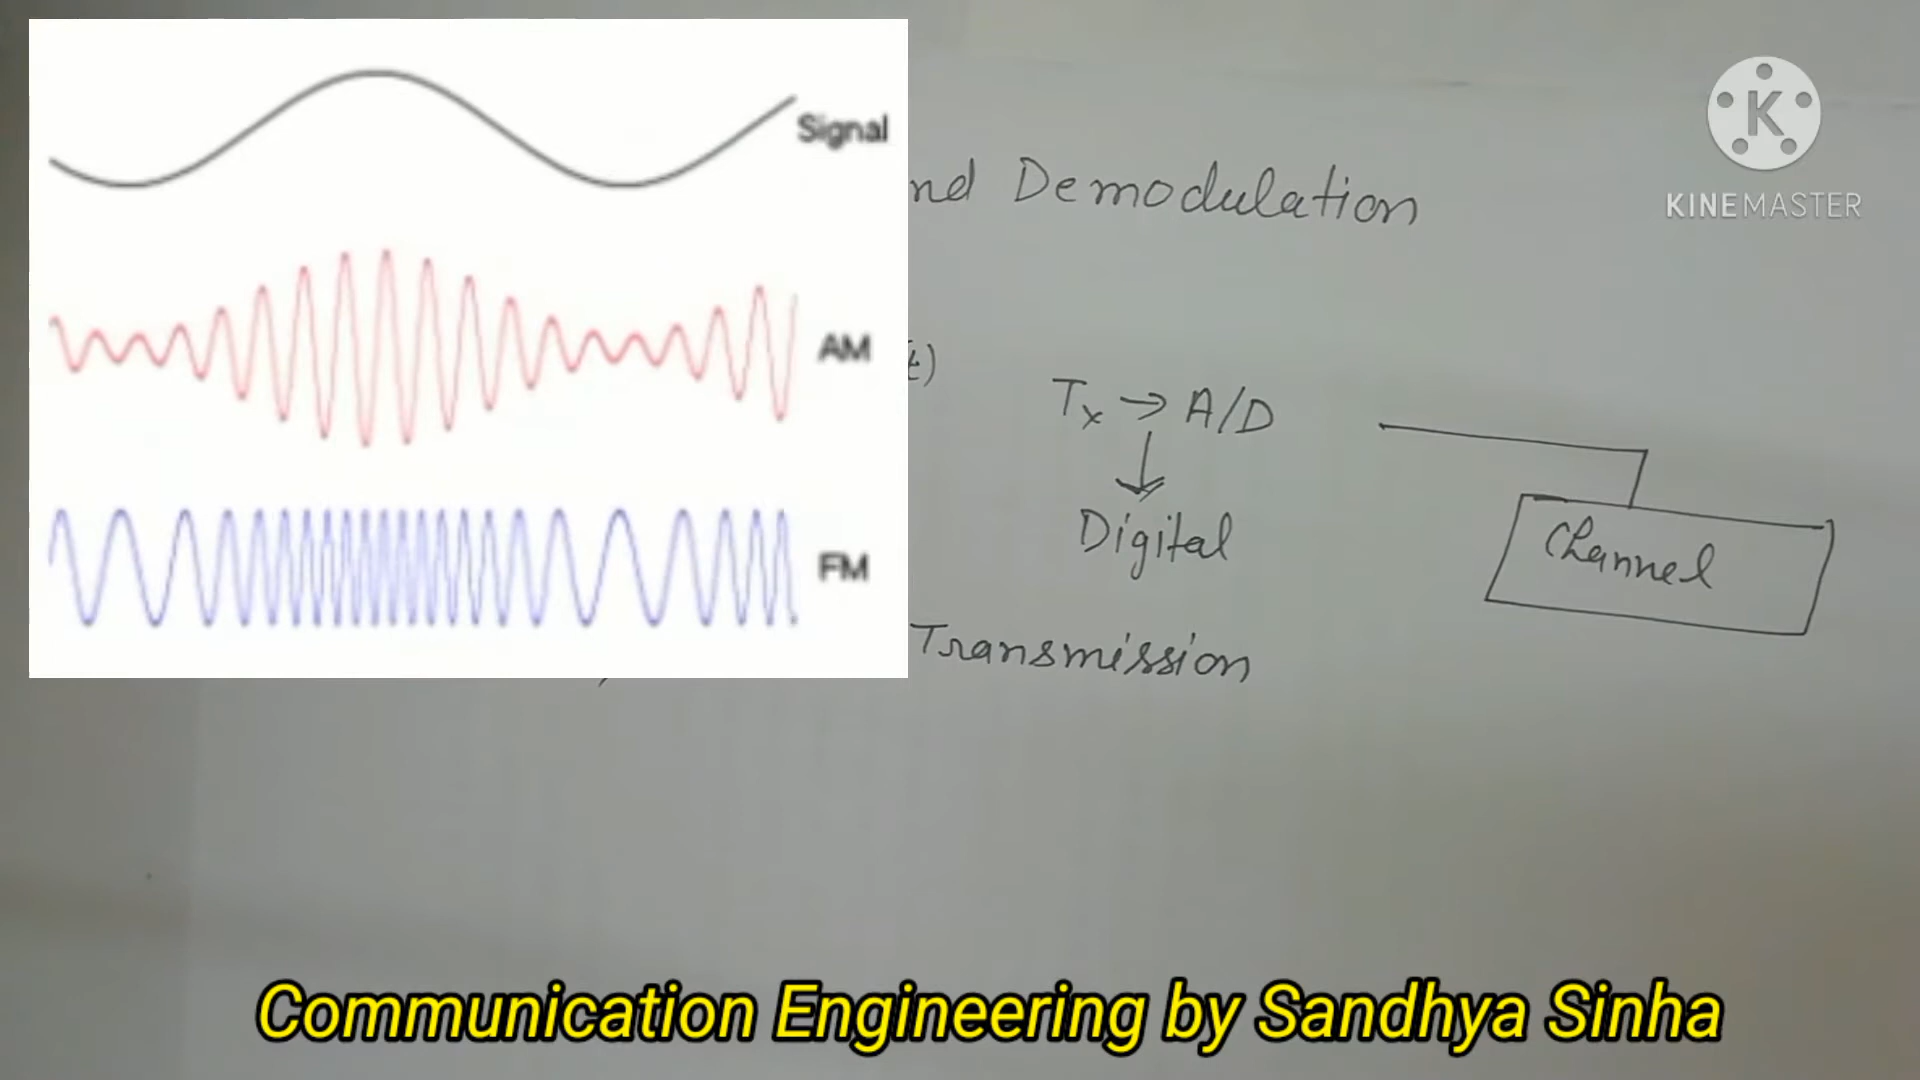 Signal
AM
FM
KINEMASTER
nd Demodulation
t)
Tx → A/D
Digital
Channel
Transmission
Communication Engineering by Sandhya Sinha